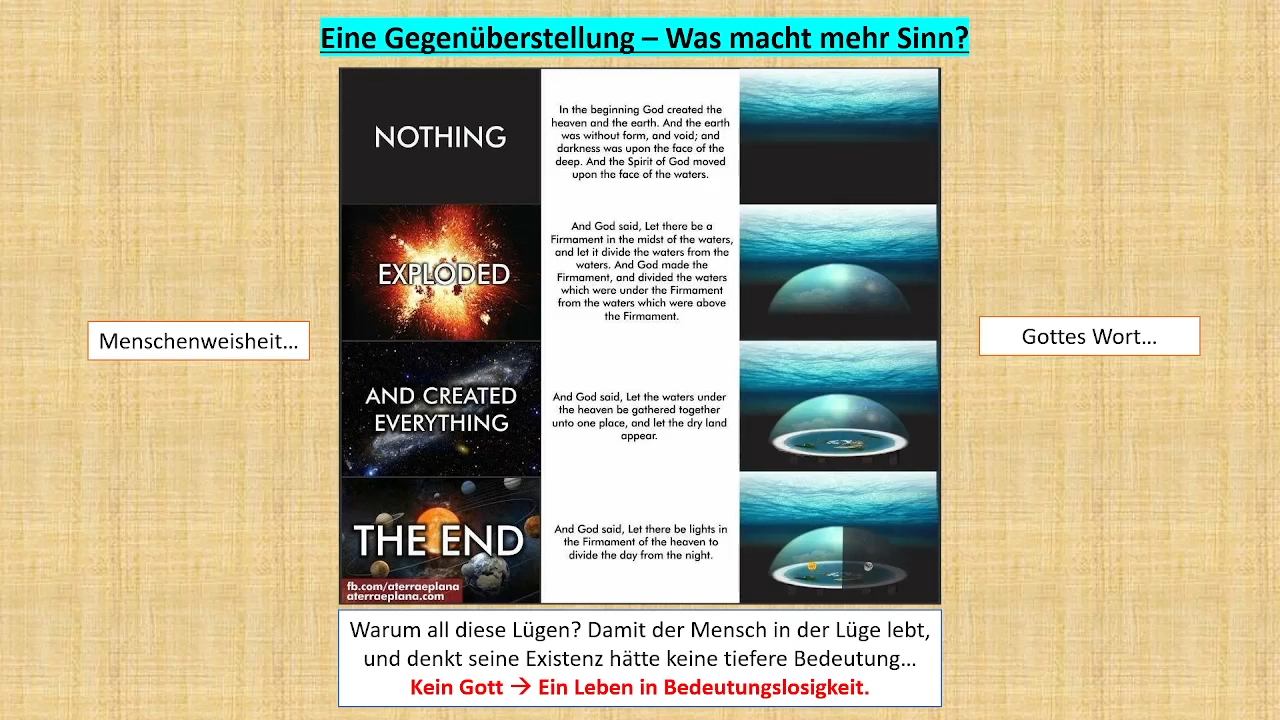 Eine Gegenüberstellung – Was macht mehr Sinn?
NOTHING
In the beginning God created the
heaven and the earth. And the earth
was without form, and void; and
darkness was upon the face of the
deep. And the Spirit of God moved
upon the face of the waters.
EXPLODED
And God said, Let there be a
Firmament in the midst of the waters,
and let it divide the waters from the
waters. And God made the
Firmament, and divided the waters
which were under the Firmament
from the waters which were above
the Firmament.
Menschenweisheit...
Gottes Wort...
AND CREATED
EVERYTHING
And God said, Let the waters under
the heaven be gathered together
unto one place, and let the dry land
appear.
THE END
And God said, Let there be lights in
the Firmament of the heaven to
divide the day from the night.
fb.com/aterraeplana
aterraeplana.com
Warum all diese Lügen? Damit der Mensch in der Lüge lebt,
und denkt seine Existenz hätte keine tiefere Bedeutung...
Kein Gott → Ein Leben in Bedeutungslosigkeit.